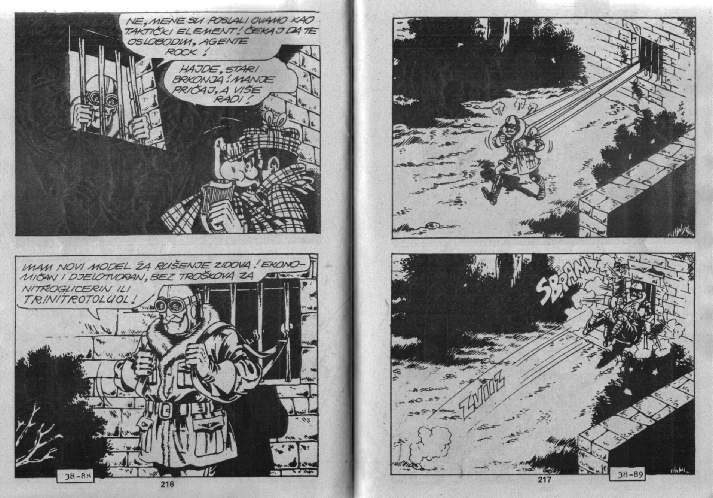 NE, MENE SU POSLALI OVAMO KAO
TAKTIČKI ELEMENT! ČEKAJ DA TE
OSLOBODIM, AGENTE
ROCK!
HAJDE, STARI
BRKONJA! MANJE
PRIČAJ, A VIŠE
RADI!
IMAM NOVI MODEL ZA RUŠENJE ZIDOVA! EKONO-
MIČAN I DJELOTVORAN, BEZ TROŠKOVA ZA
NITROGLICERIN ILI
TRINITROTOLUOL!
38-88
216
SBRAM
ZUUUZ
217
38-89